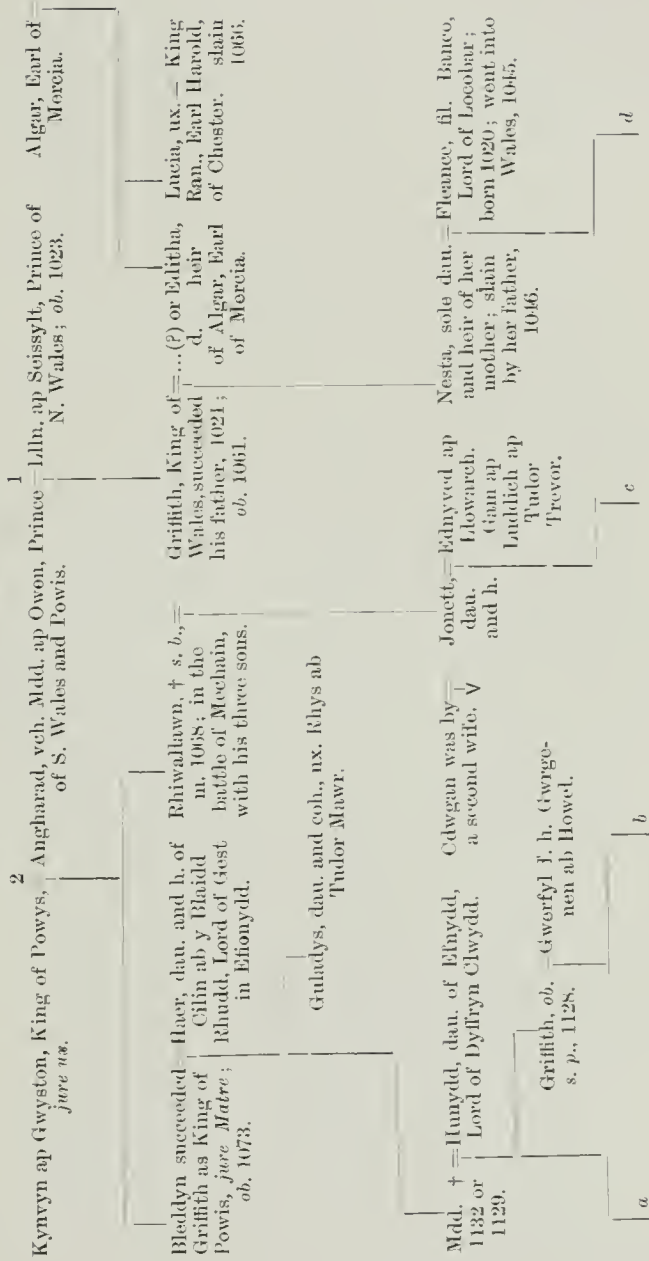 2
1
Kynvyn ap Gwyston, King of Powys,
jure ux.
Angharad, vch. Mdd. ap Owon, Prince
of S. Wales and Powis.
Llln. ap Seissylt, Prince of
N. Wales; ob. 1023.
Algar, Earl of
Mercia.
Bleddyn succeeded
Griffith as King of
Powis, jure Matre;
ob. 1073.
Haer, dau. and h. of
Cilin ab y Blaidd
Rhudd, Lord of Gest
in Efionydd.
Rhiwallawn, † s. b.,
m. 1068; in the
battle of Mechain,
with his three sons.
Griffith, King of
Wales, succeeded
his father, 1021;
ob. 1061.
...(?) or Editha,
d. heir
of Algar, Earl
of Mercia.
Lucia, ux.
Ran., Earl
of Chester.
King
Harold,
slain
1066.
Guladys, dau. and coh., ux. Rhys ab
Tudor Mawr.
Mdd. †
1132 or
1129.
Hunydd, dau. of Efnydd,
Lord of Dyffryn Clwydd.
Cdwgan was by
a second wife.
Jonett,
dau.
and h.
Ednyved ap
Llowarch.
Gam ap
Luddich ap
Tudor
Trevor.
Nesta, sole dau.
and heir of her
mother; slain
by her father,
1046.
Fleance, fil. Banco,
Lord of Locobar;
born 1020; went into
Wales, 1045.
Griffith, ob.
s. p., 1128.
Gwerfyl f. h. Gwrge-
nen ab Howel.
a
b
c
d